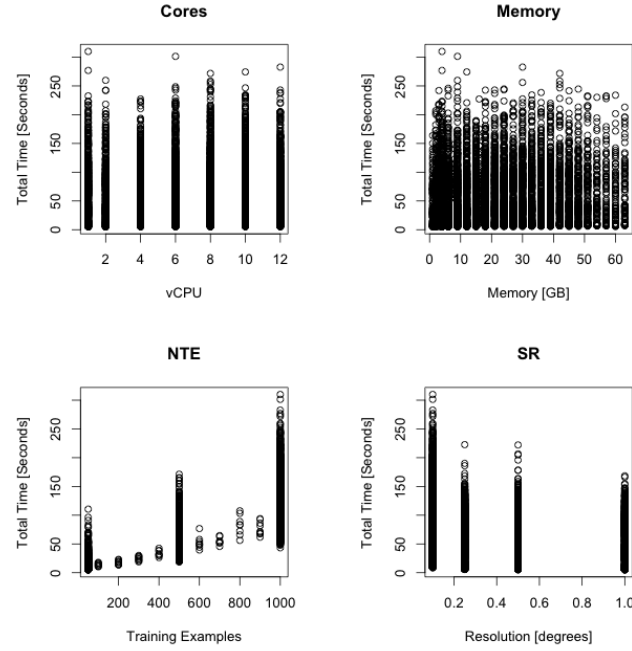 Cores
Total Time [Seconds]
0 50 150 250
2 4 6 8 10 12
vCPU
Memory
Total Time [Seconds]
0 50 150 250
0 10 20 30 40 50 60
Memory [GB]
NTE
Total Time [Seconds]
0 50 150 250
200 400 600 800 1000
Training Examples
SR
Total Time [Seconds]
0 50 150 250
0.2 0.4 0.6 0.8 1.0
Resolution [degrees]